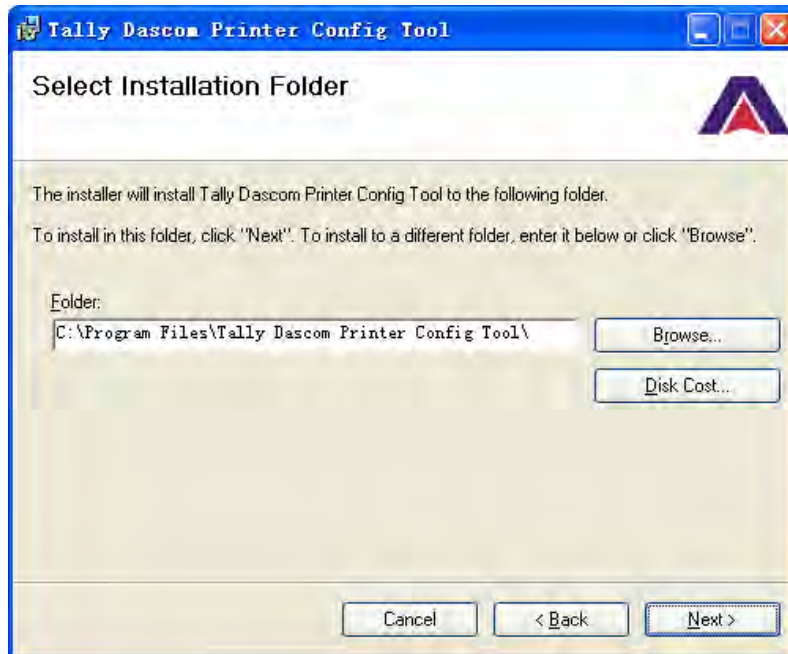 Tally Dascom Printer Config Tool
Select Installation Folder
The installer will install Tally Dascom Printer Config Tool to the following folder.
To install in this folder, click "Next". To install to a different folder, enter it below or click "Browse".
Folder:
C:\Program Files\Tally Dascom Printer Config Tool\
Browse...
Disk Cost...
Cancel
< Back
Next >